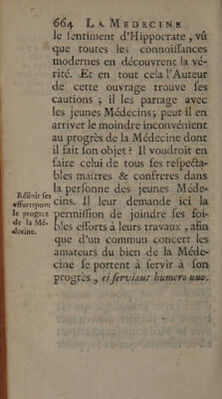 664 LA MEDECINE
le ſentiment d'Hippocrate, vû
que toutes les connoiſſances
modernes en découvrent la vé-
rité. Et en tout cela l'Auteur
de cette ouvrage trouve ſes
cautions; il les partage avec
les jeunes Médecins; peut il en
arriver le moindre inconvénient
au progrès de la Médecine dont
il fait ſon objet? Il voudroit en
faire celui de tous ſes reſpecta-
bles maîtres & confreres dans
la perſonne des jeunes Méde-
cins. Il leur demande ici la
permiſſion de joindre ſes foi-
bles efforts à leurs travaux, afin
que d'un commun concert les
amateurs du bien de la Méde-
cine ſe portent à ſervir à ſon
progrès, et ſerviant humero uno.
Réünir ſes
efforts pour
le progrez
de la Mé-
decine.